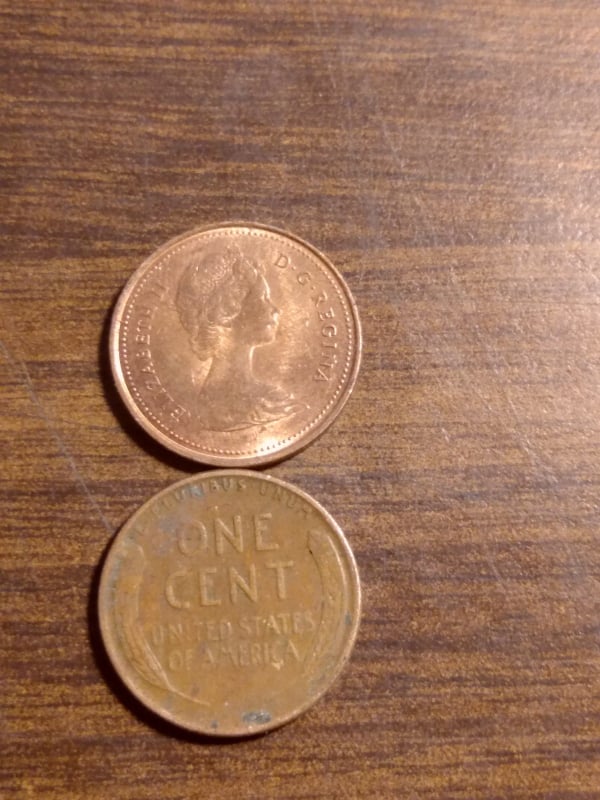 ELIZABETH II D·G·REGINA
E PLURIBUS UNUM
ONE
CENT
UNITED STATES
OF AMERICA